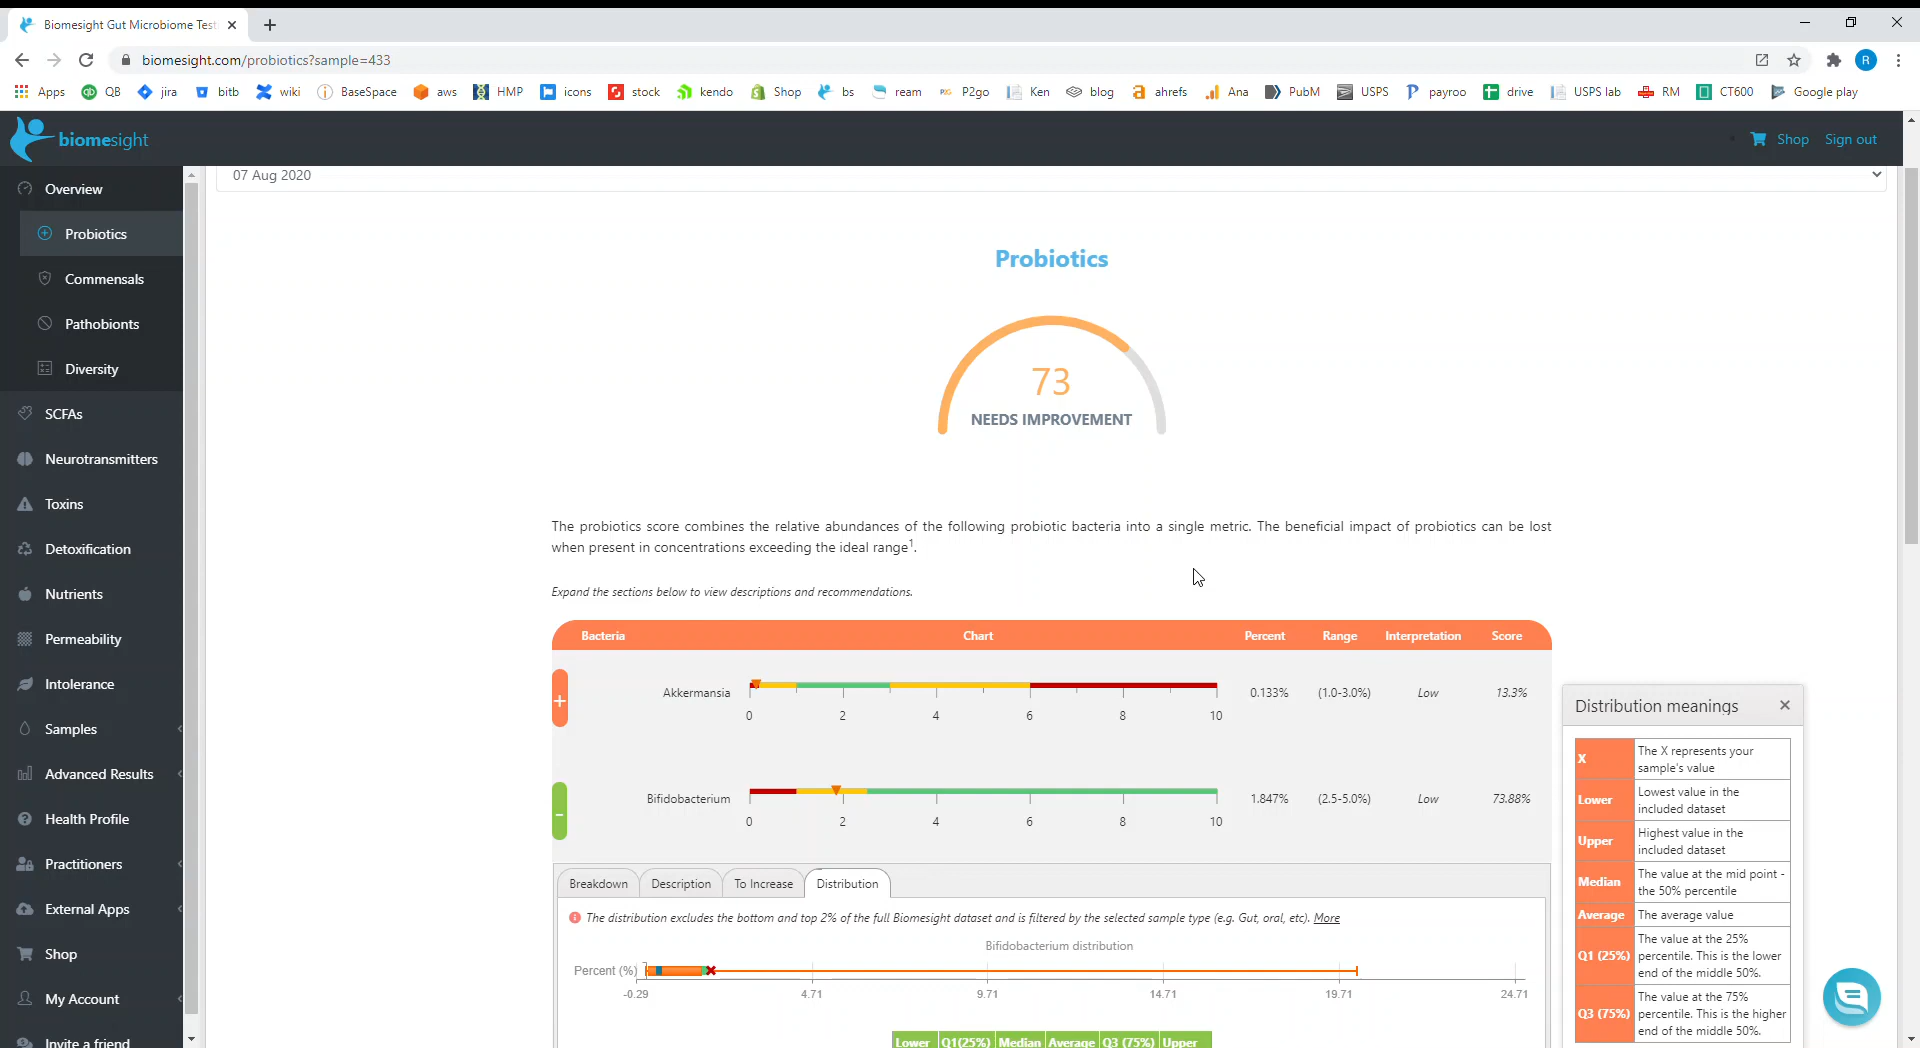 Biomesight Gut Microbiome Test
biomesight.com/probiotics?sample=433
R
Apps QB jira bitb wiki BaseSpace aws HMP icons stock kendo Shop bs ream P2go Ken blog ahrefs Ana PubM USPS payroo drive USPS lab RM CT600 Google play
biomesight
Shop Sign out
Overview
Probiotics
Commensals
Pathobionts
Diversity
SCFAs
Neurotransmitters
Toxins
Detoxification
Nutrients
Permeability
Intolerance
Samples
Advanced Results
Health Profile
Practitioners
External Apps
Shop
My Account
Invite a friend
07 Aug 2020
Probiotics
73
NEEDS IMPROVEMENT
The probiotics score combines the relative abundances of the following probiotic bacteria into a single metric. The beneficial impact of probiotics can be lost
when present in concentrations exceeding the ideal range1.
Expand the sections below to view descriptions and recommendations.
Bacteria Chart Percent Range Interpretation Score
+ Akkermansia 0.133% (1.0-3.0%) Low 13.3%
0 2 4 6 8 10
- Bifidobacterium 1.847% (2.5-5.0%) Low 73.88%
0 2 4 6 8 10
Breakdown Description To Increase Distribution
The distribution excludes the bottom and top 2% of the full Biomesight dataset and is filtered by the selected sample type (e.g. Gut, oral, etc). More
Bifidobacterium distribution
Percent (%)
-0.29 4.71 9.71 14.71 19.71 24.71
Lower Q1(25%) Median Average Q3 (75%) Upper
Distribution meanings
X The X represents your
sample's value
Lower Lowest value in the
included dataset
Upper Highest value in the
included dataset
Median The value at the mid point -
the 50% percentile
Average The average value
Q1 (25%) The value at the 25%
percentile. This is the lower
end of the middle 50%.
Q3 (75%) The value at the 75%
percentile. This is the higher
end of the middle 50%.